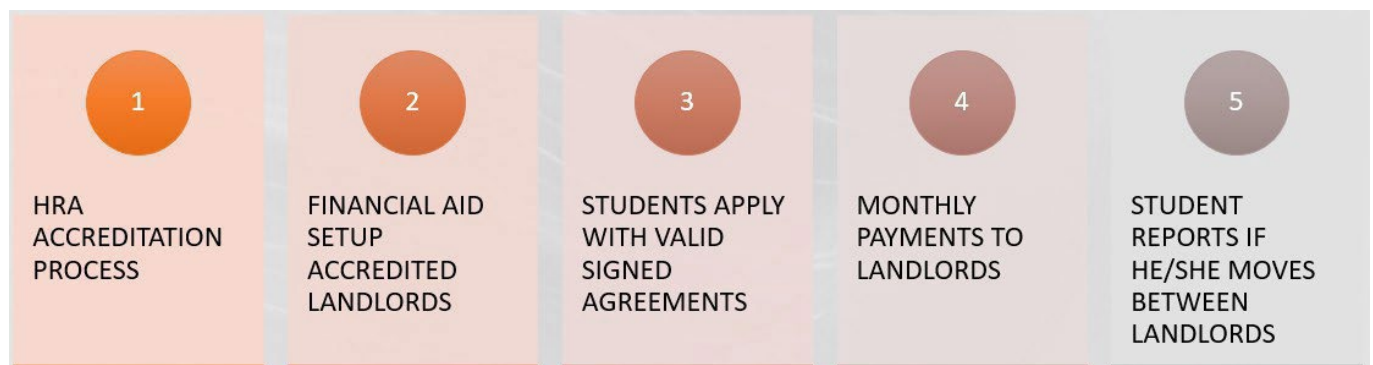 1
HRA
ACCREDITATION
PROCESS
2
FINANCIAL AID
SETUP
ACCREDITED
LANDLORDS
3
STUDENTS APPLY
WITH VALID
SIGNED
AGREEMENTS
4
MONTHLY
PAYMENTS TO
LANDLORDS
5
STUDENT
REPORTS IF
HE/SHE MOVES
BETWEEN
LANDLORDS